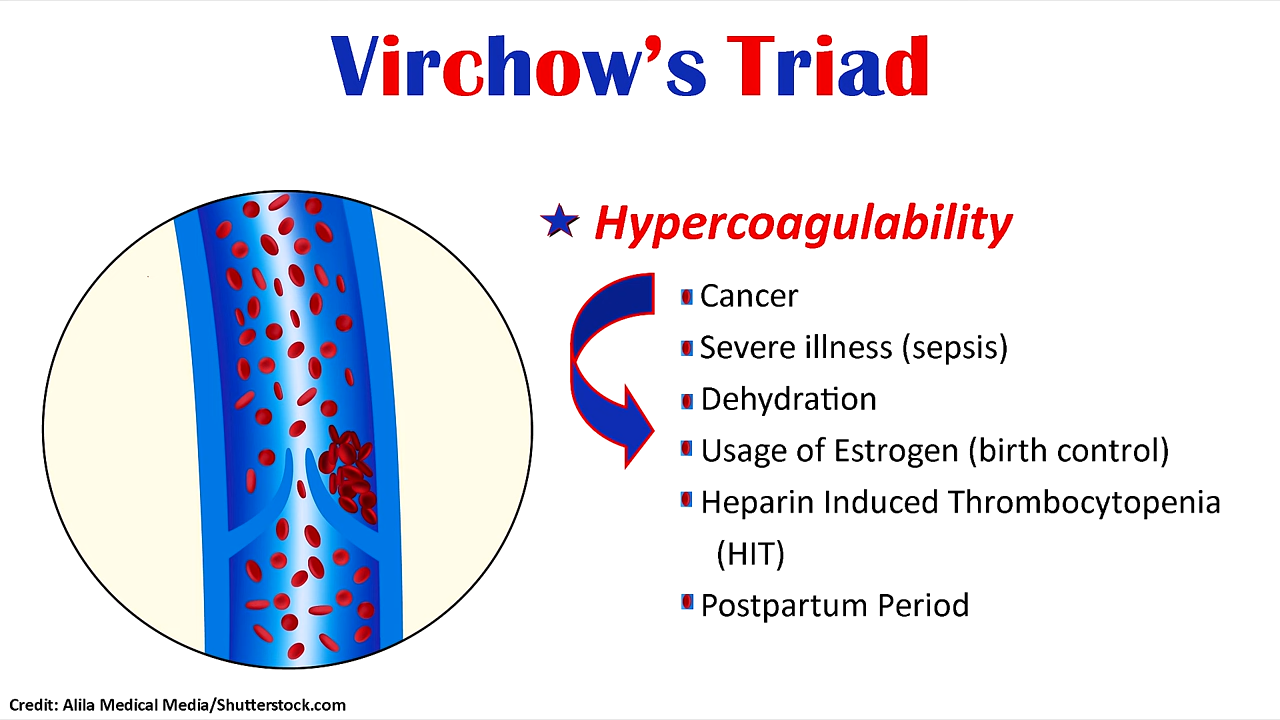 Virchow's Triad
Hypercoagulability
Cancer
Severe illness (sepsis)
Dehydration
Usage of Estrogen (birth control)
Heparin Induced Thrombocytopenia
(HIT)
Postpartum Period
Credit: Alila Medical Media/Shutterstock.com